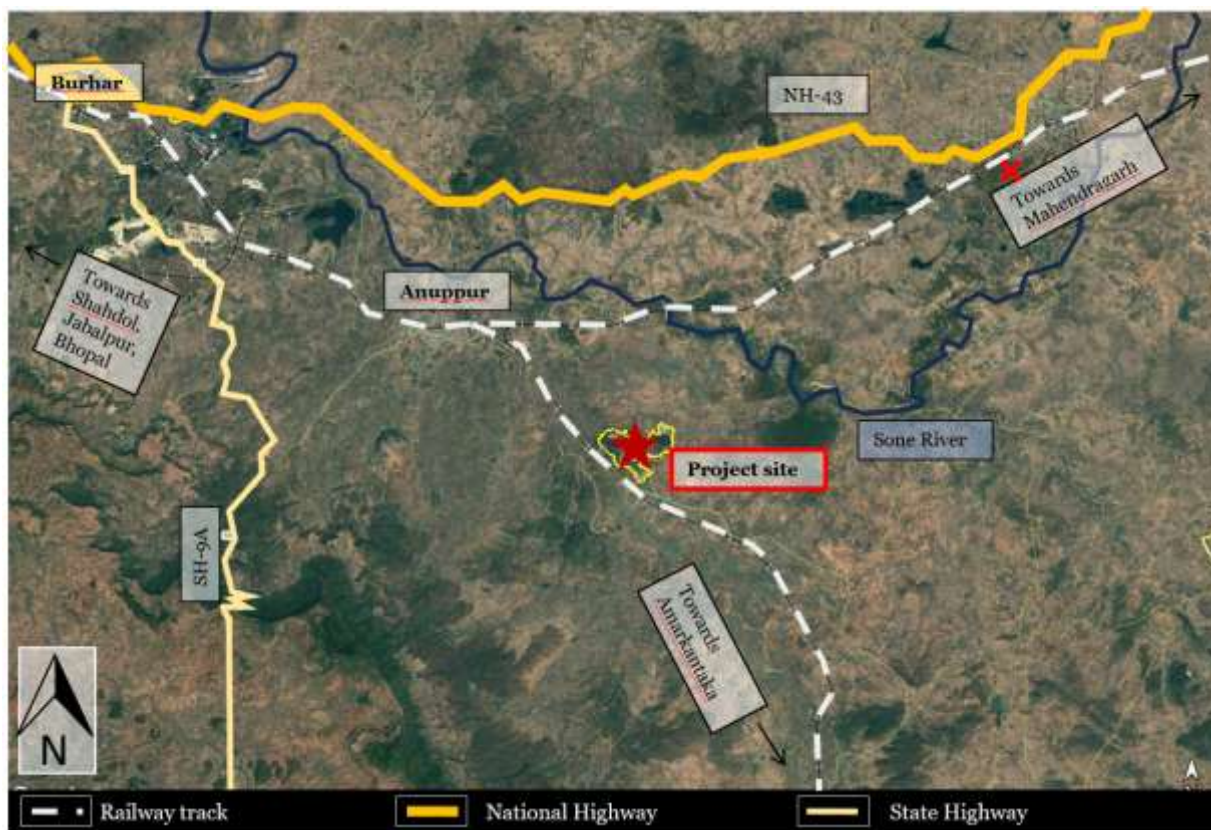 Burhar
NH-43
Towards
Mahendragarh
Towards
Shahdol,
Jabalpur,
Bhopal
Anuppur
Sone River
Project site
SH-9A
Towards
Amarkantaka
N
Railway track
National Highway
State Highway